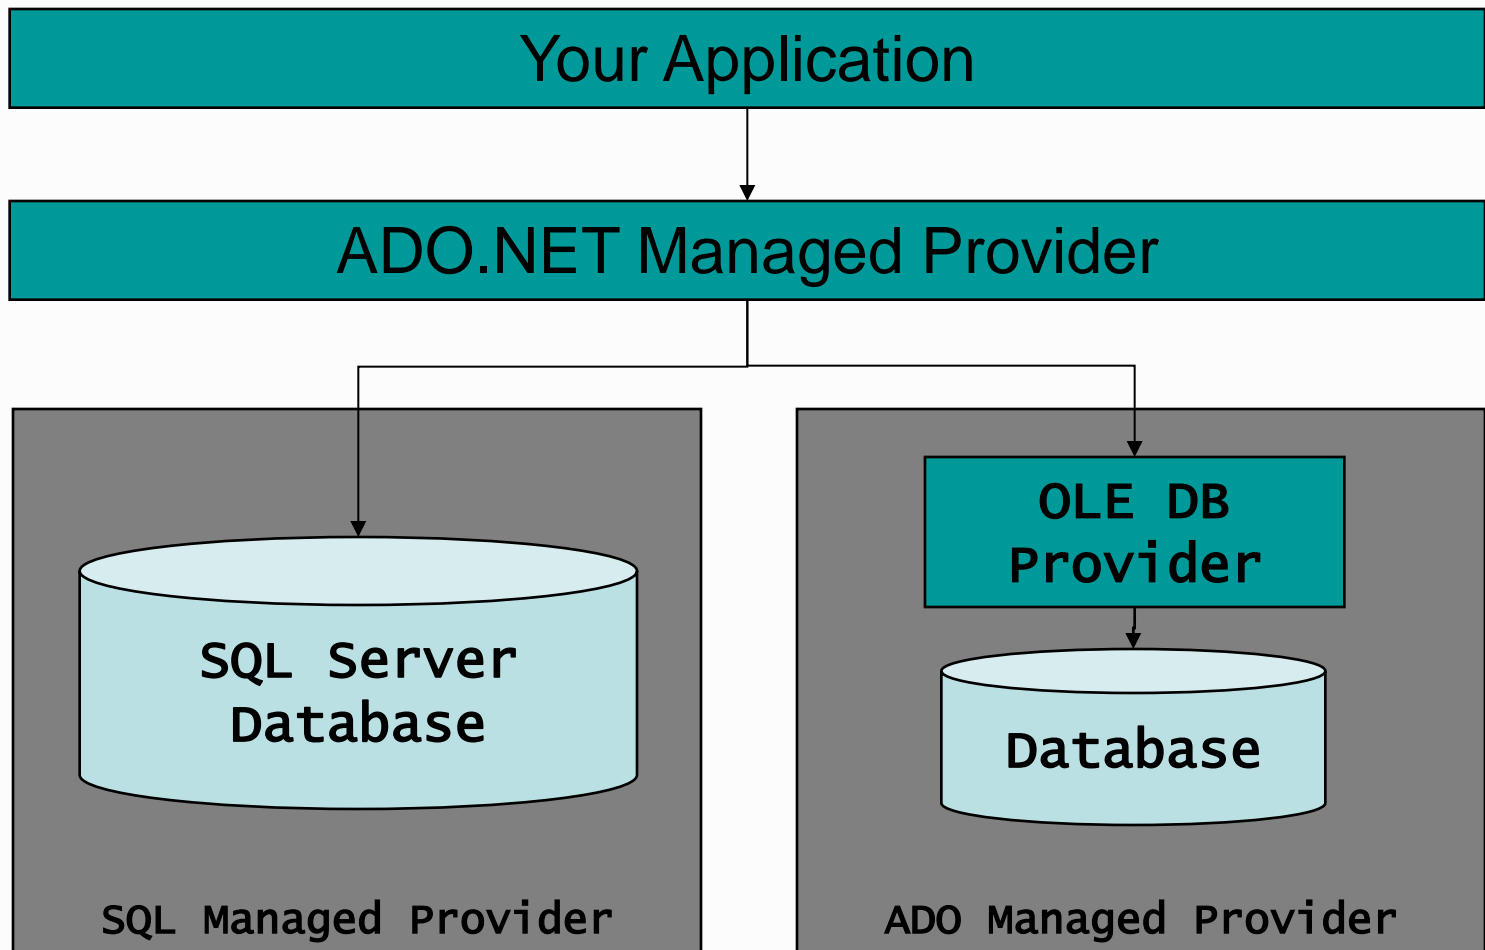 Your Application
ADO.NET Managed Provider
SQL Server
Database
SQL Managed Provider
OLE DB
Provider
Database
ADO Managed Provider